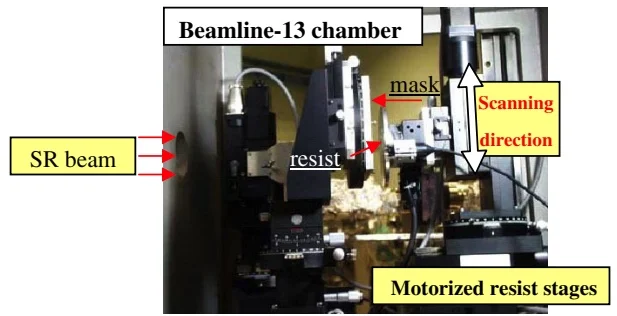 Beamline-13 chamber
mask
Scanning
direction
SR beam
resist
Motorized resist stages